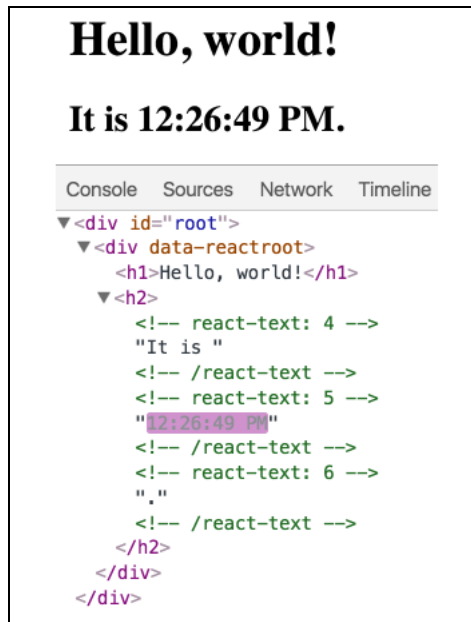 Hello, world!
It is 12:26:49 PM.
Console Sources Network Timeline
▼<div id="root">
▼<div data-reactroot>
<h1>Hello, world!</h1>
▼<h2>
<!-- react-text: 4 -->
"It is "
<!-- /react-text -->
<!-- react-text: 5 -->
"12:26:49 PM"
<!-- /react-text -->
<!-- react-text: 6 -->
"."
<!-- /react-text -->
</h2>
</div>
</div>